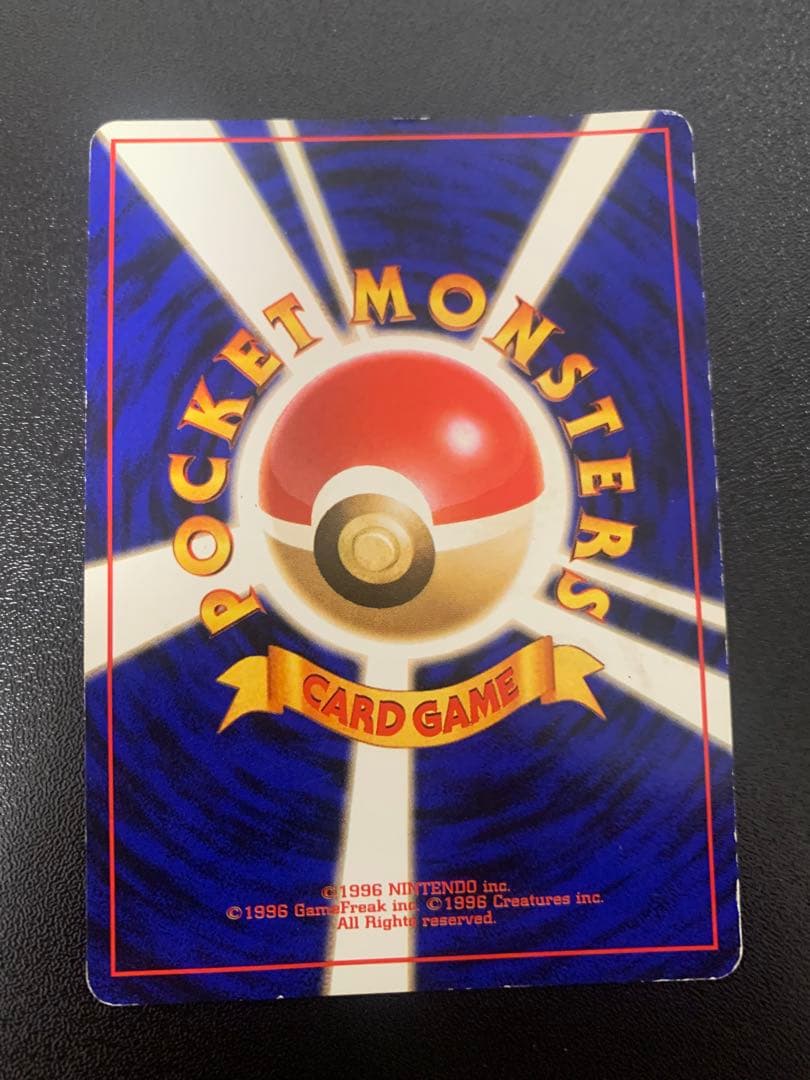 POCKET MONSTERS
CARD GAME
©1996 NINTENDO inc.
©1996 GameFreak inc. ©1996 Creatures inc.
All Rights reserved.